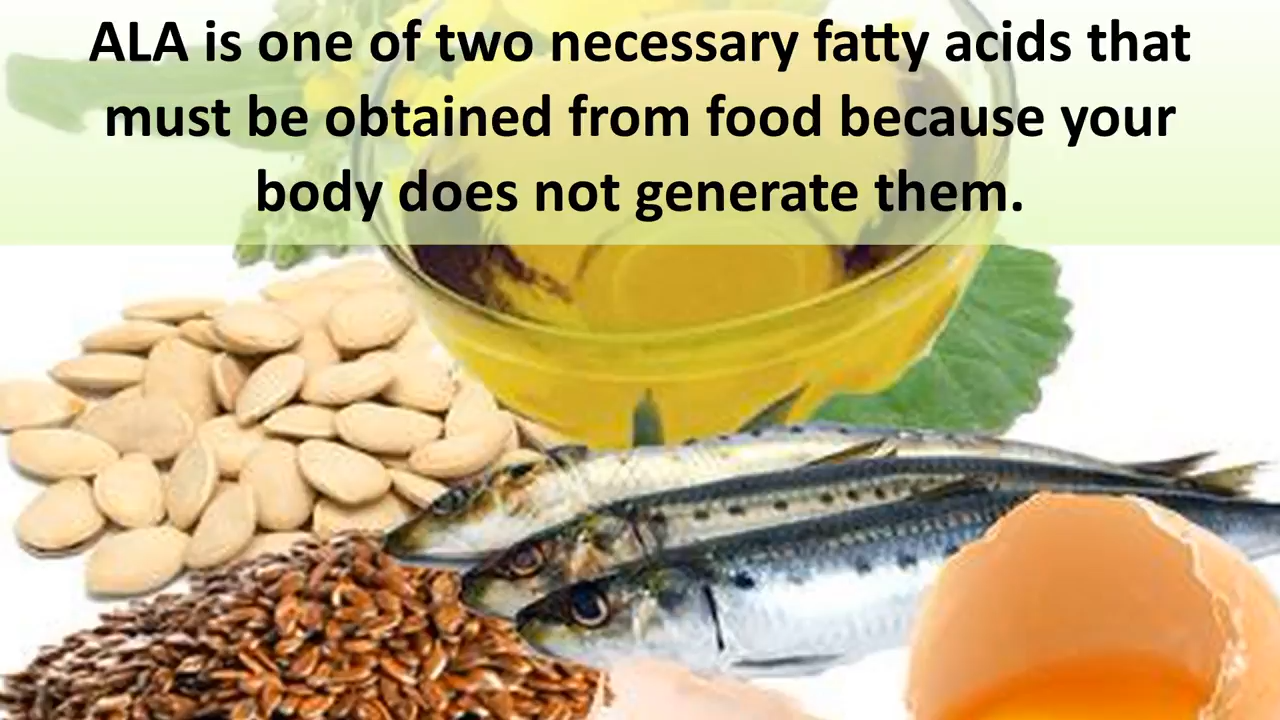 ALA is one of two necessary fatty acids that
must be obtained from food because your
body does not generate them.